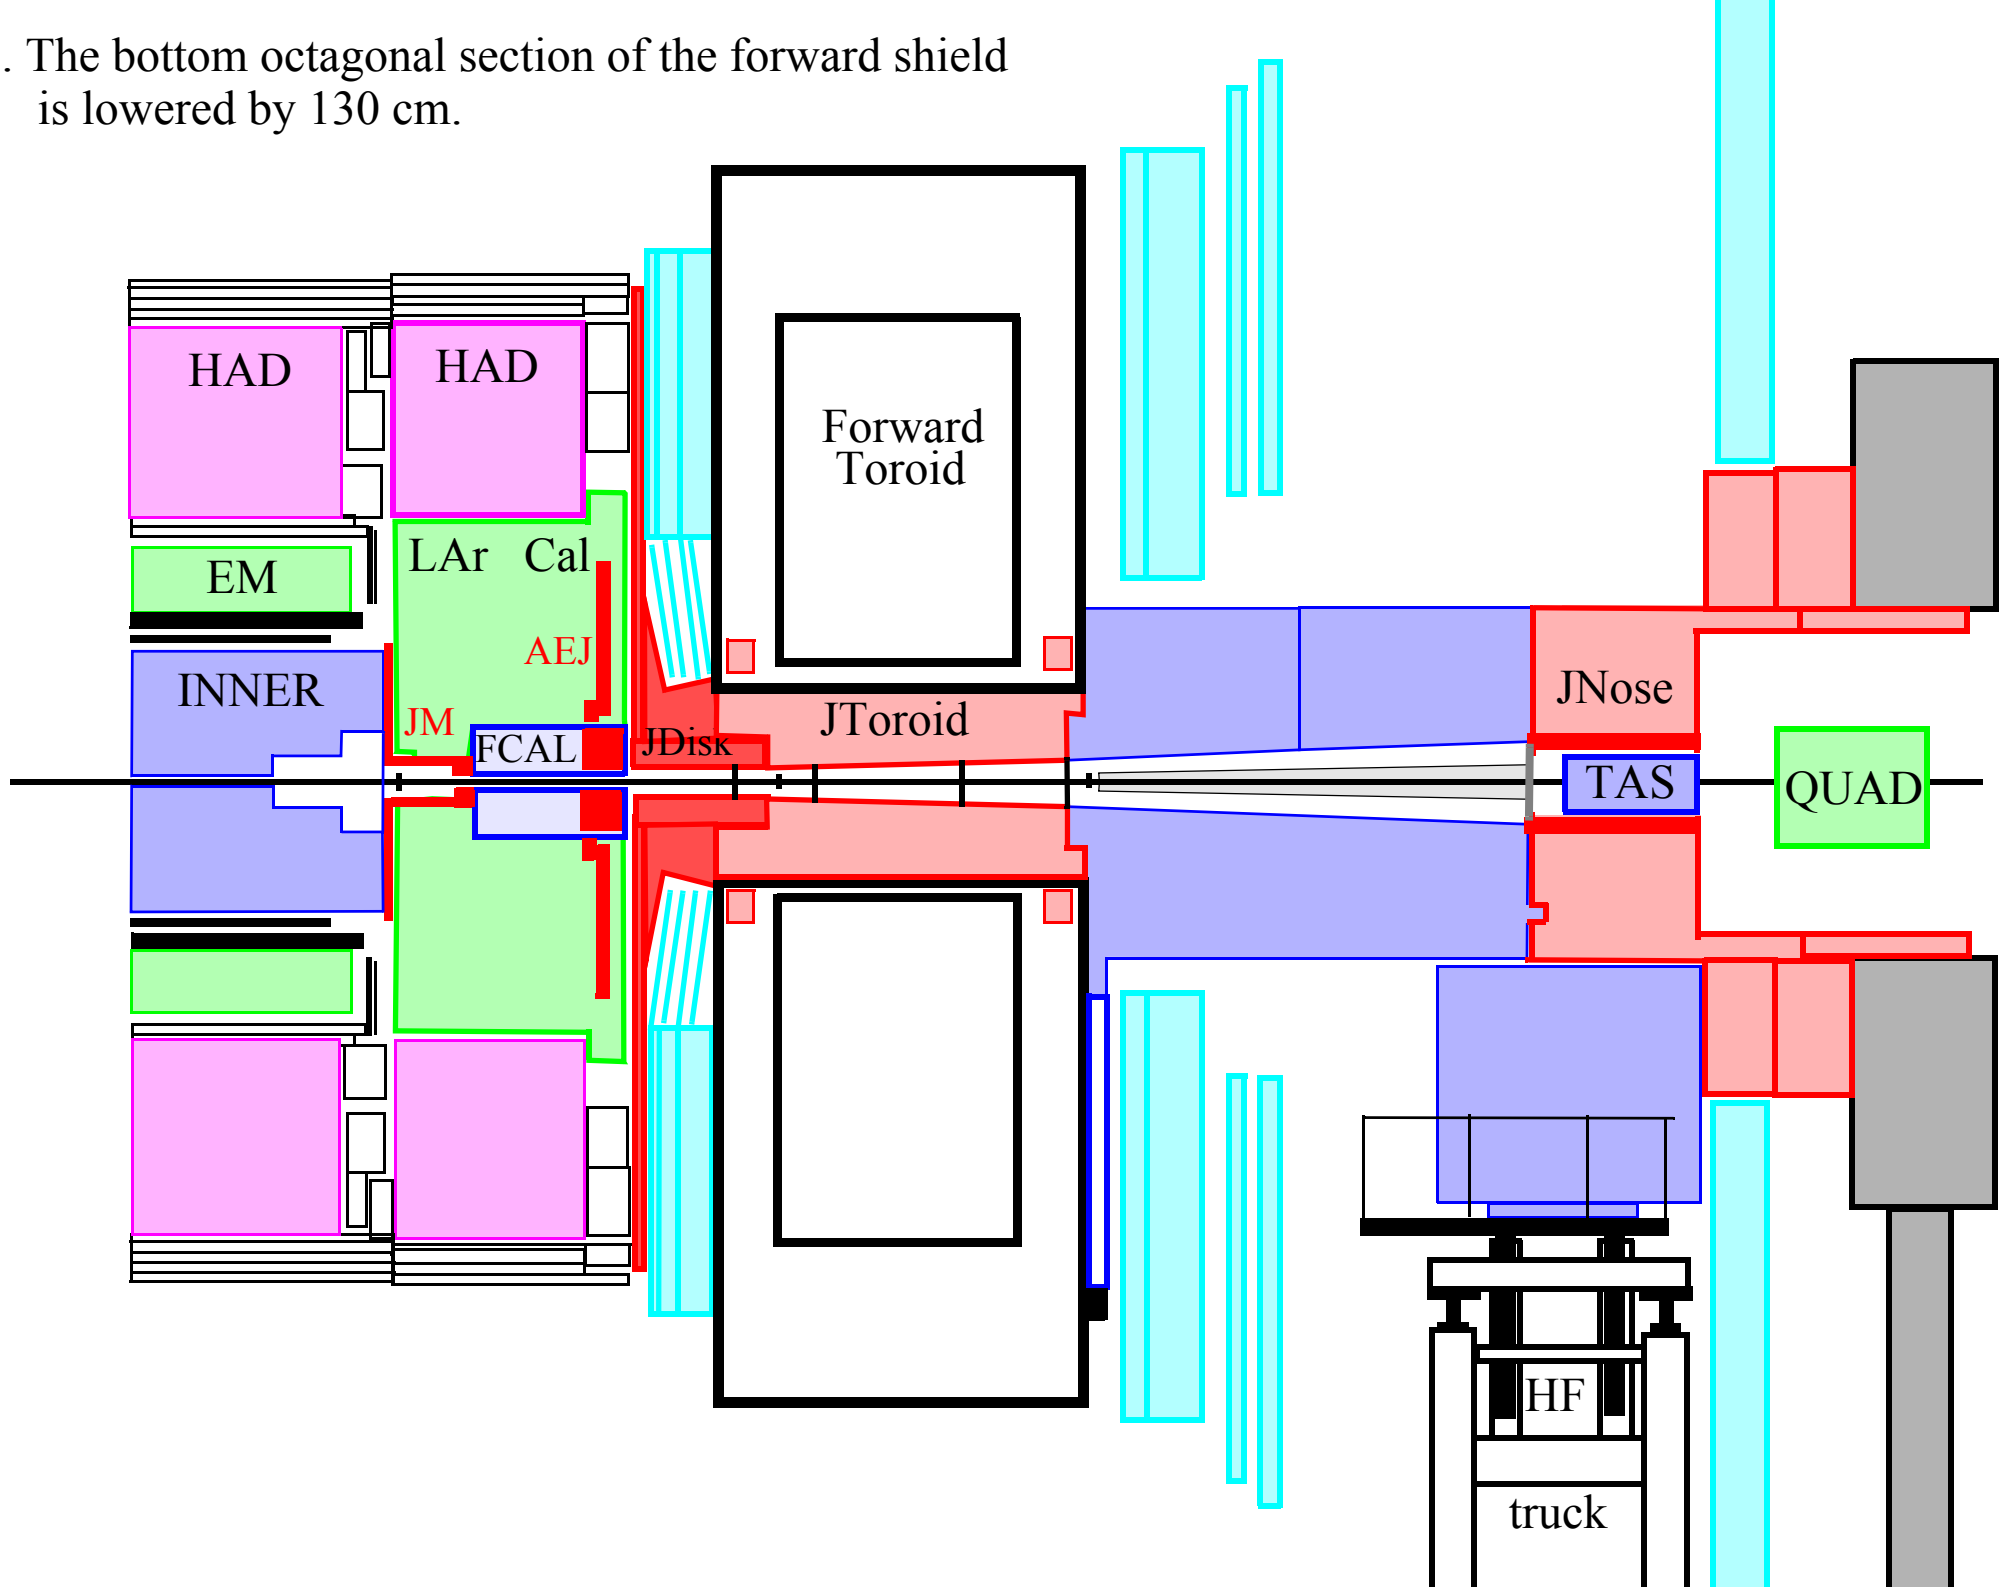 . The bottom octagonal section of the forward shield
is lowered by 130 cm.
HAD
HAD
Forward
Toroid
LAr Cal
EM
AEJ
INNER
JNose
JM
JToroid
FCAL
JDisk
TAS
QUAD
HF
truck